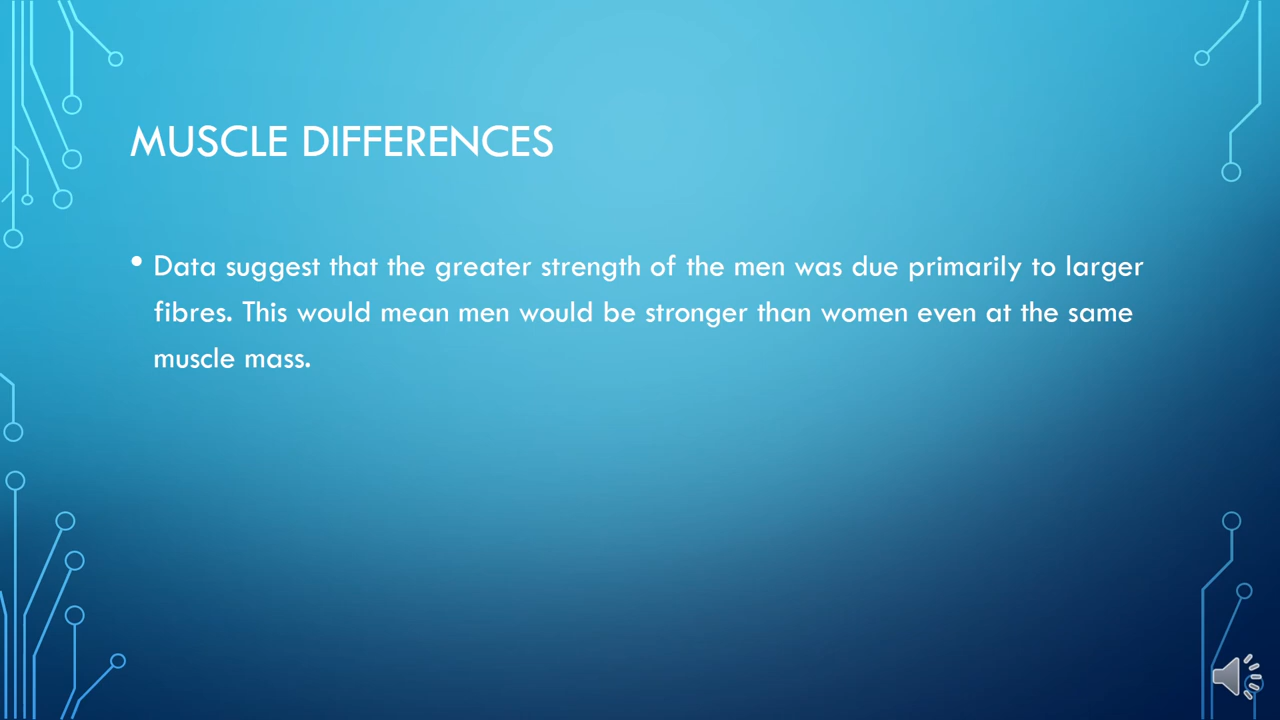 MUSCLE DIFFERENCES
• Data suggest that the greater strength of the men was due primarily to larger
fibres. This would mean men would be stronger than women even at the same
muscle mass.